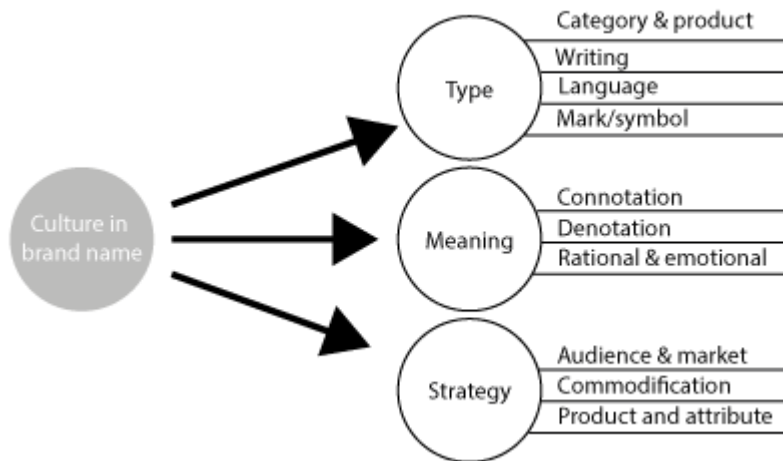 Culture in
brand name
Type
Category & product
Writing
Language
Mark/symbol
Meaning
Connotation
Denotation
Rational & emotional
Strategy
Audience & market
Commodification
Product and attribute